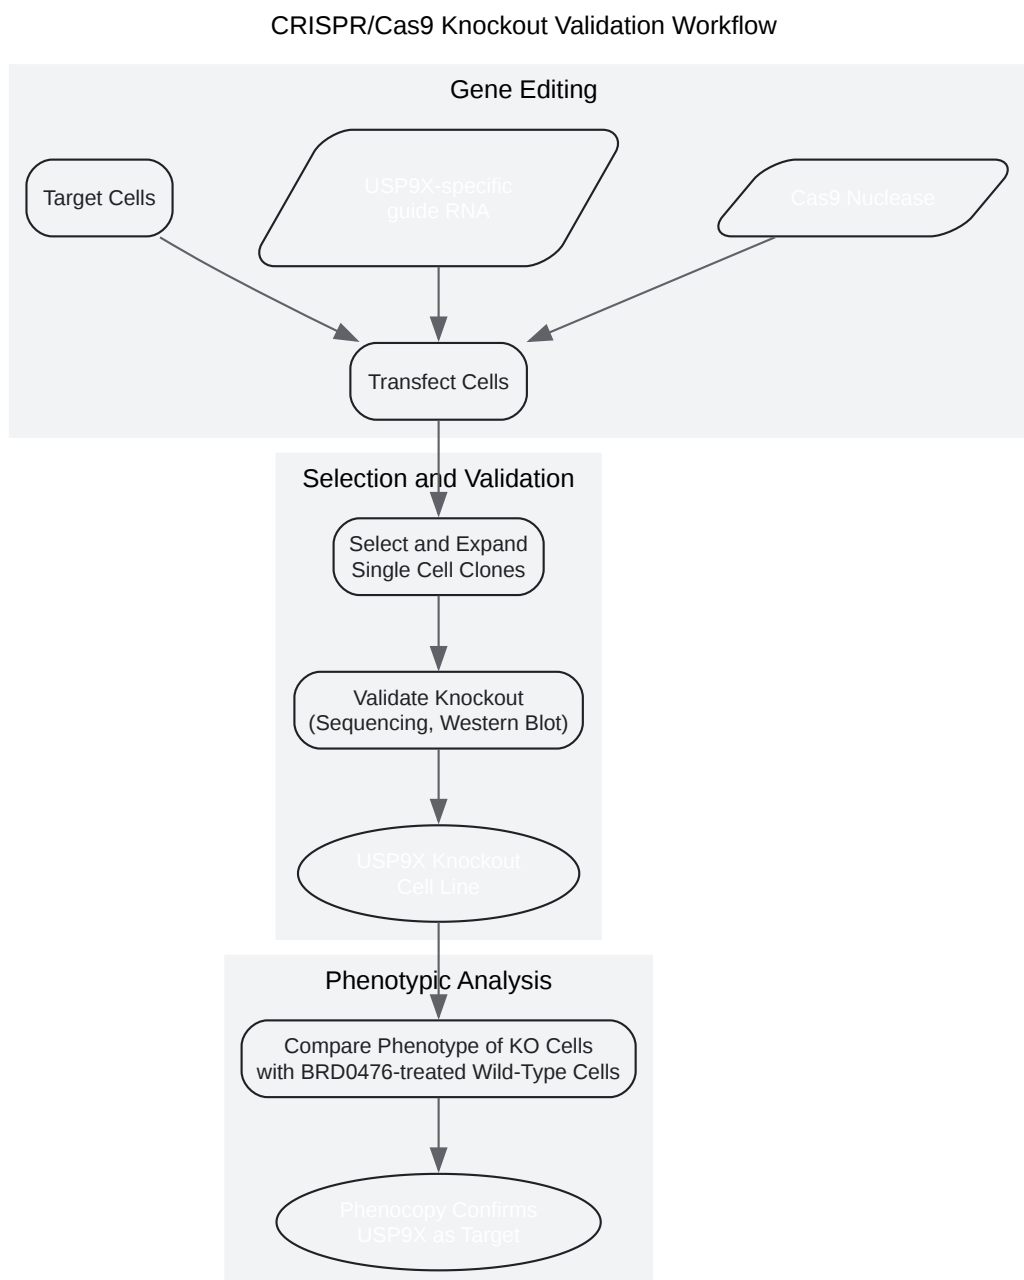 CRISPR/Cas9 Knockout Validation Workflow
Gene Editing
Target Cells
USP9X-specific
guide RNA
Cas9 Nuclease
Transfect Cells
Selection and Validation
Select and Expand
Single Cell Clones
Validate Knockout
(Sequencing, Western Blot)
USP9X Knockout
Cell Line
Phenotypic Analysis
Compare Phenotype of KO Cells
with BRD0476-treated Wild-Type Cells
Phenocopy Confirms
USP9X as Target